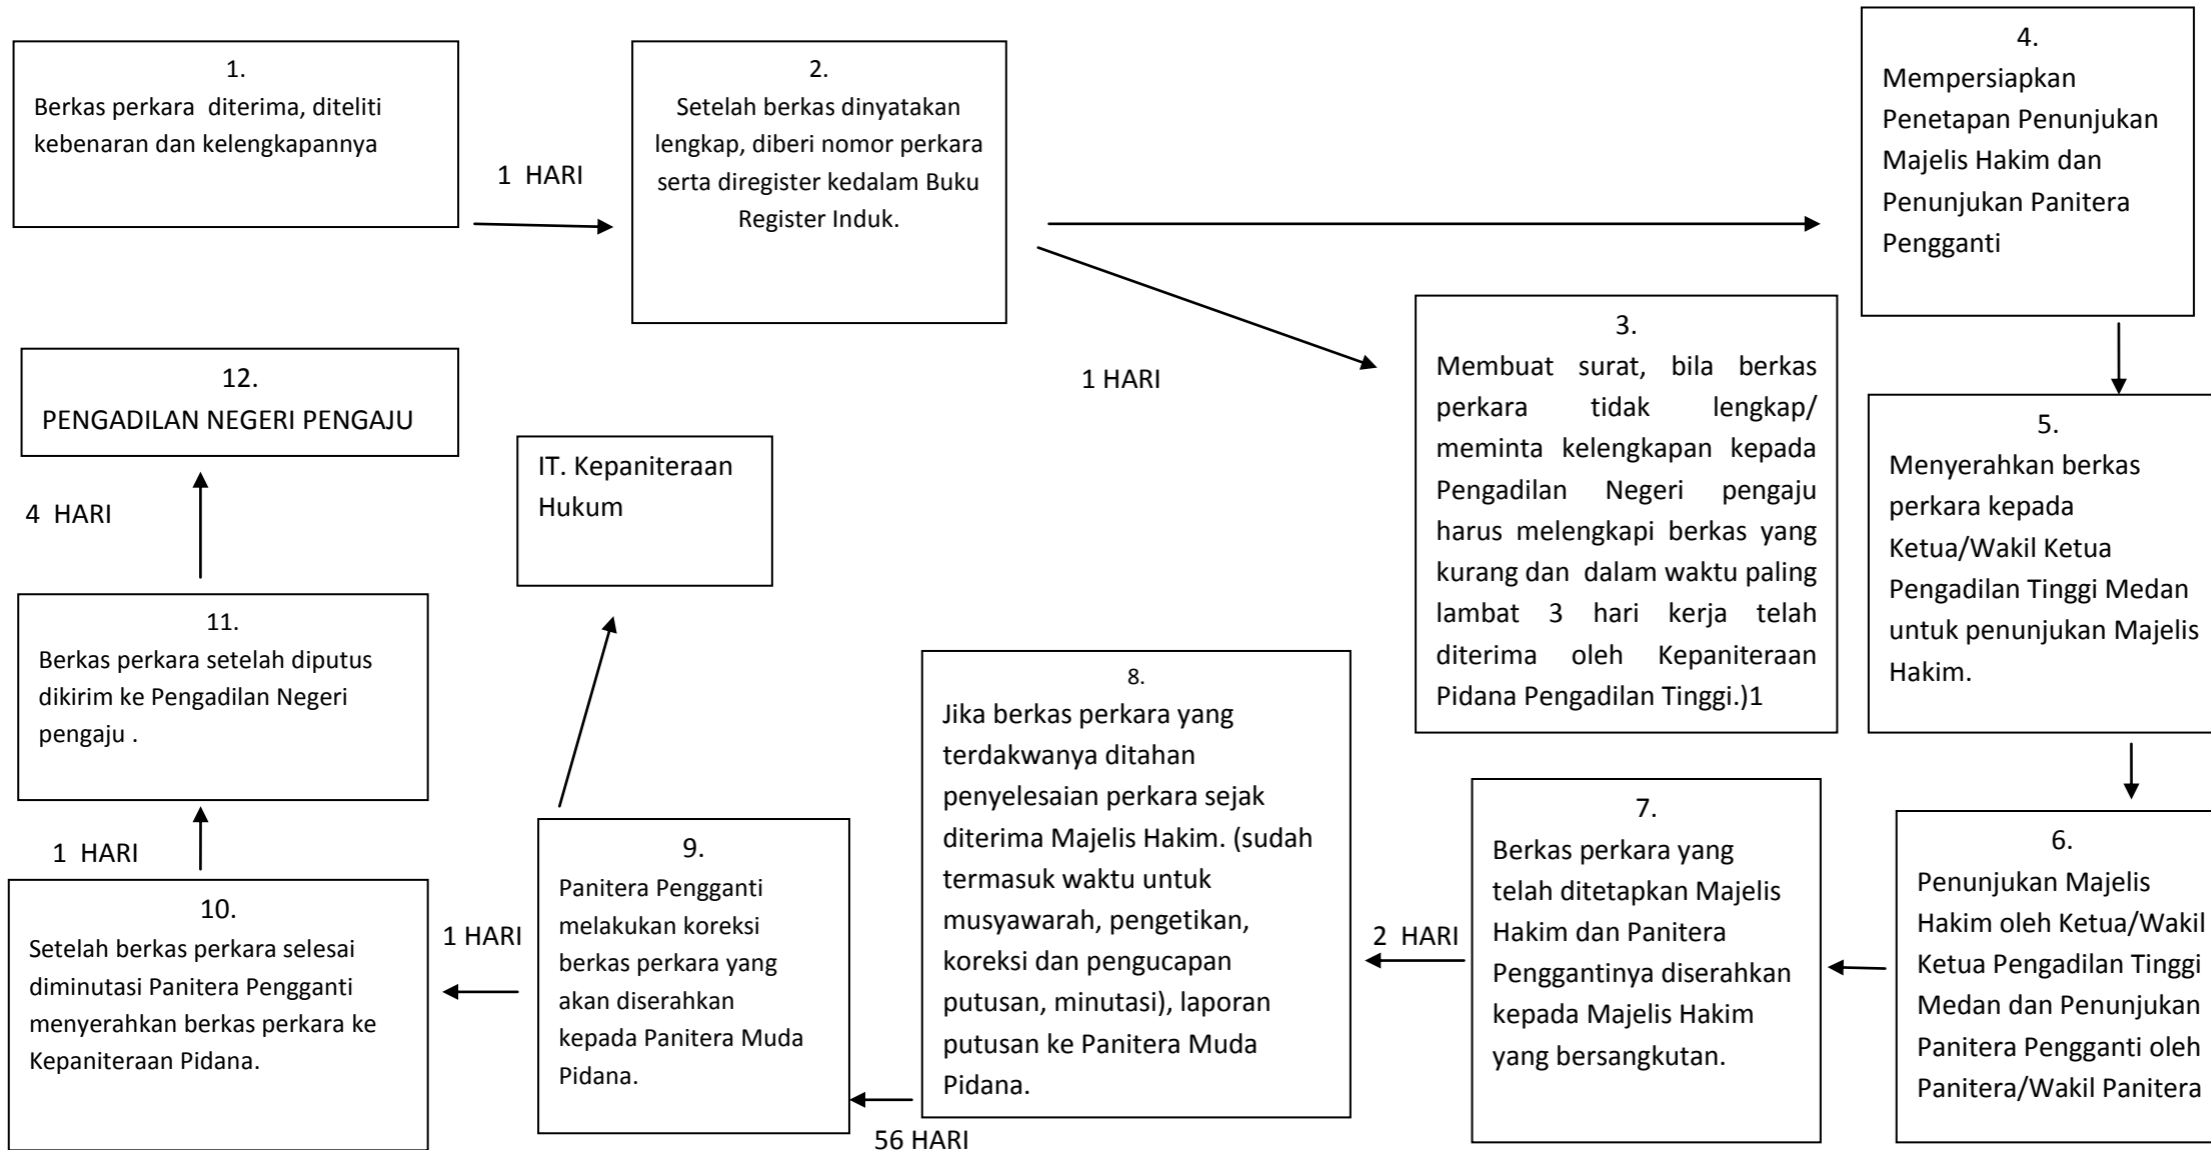 1.
Berkas perkara  diterima, diteliti
kebenaran dan kelengkapannya
1  HARI
2.
Setelah berkas dinyatakan
lengkap, diberi nomor perkara
serta diregister kedalam Buku
Register Induk.
1 HARI
3.
Membuat surat, bila berkas
perkara tidak lengkap/
meminta kelengkapan kepada
Pengadilan Negeri pengaju
harus melengkapi berkas yang
kurang dan  dalam waktu paling
lambat 3 hari kerja telah
diterima oleh Kepaniteraan
Pidana Pengadilan Tinggi.)1
4.
Mempersiapkan
Penetapan Penunjukan
Majelis Hakim dan
Penunjukan Panitera
Pengganti
5.
Menyerahkan berkas
perkara kepada
Ketua/Wakil Ketua
Pengadilan Tinggi Medan
untuk penunjukan Majelis
Hakim.
6.
Penunjukan Majelis
Hakim oleh Ketua/Wakil
Ketua Pengadilan Tinggi
Medan dan Penunjukan
Panitera Pengganti oleh
Panitera/Wakil Panitera
7.
Berkas perkara yang
telah ditetapkan Majelis
Hakim dan Panitera
Penggantinya diserahkan
kepada Majelis Hakim
yang bersangkutan.
2  HARI
8.
Jika berkas perkara yang
terdakwanya ditahan
penyelesaian perkara sejak
diterima Majelis Hakim. (sudah
termasuk waktu untuk
musyawarah, pengetikan,
koreksi dan pengucapan
putusan, minutasi), laporan
putusan ke Panitera Muda
Pidana.
56 HARI
9.
Panitera Pengganti
melakukan koreksi
berkas perkara yang
akan diserahkan
kepada Panitera Muda
Pidana.
IT. Kepaniteraan
Hukum
1 HARI
10.
Setelah berkas perkara selesai
diminutasi Panitera Pengganti
menyerahkan berkas perkara ke
Kepaniteraan Pidana.
1  HARI
11.
Berkas perkara setelah diputus
dikirim ke Pengadilan Negeri
pengaju .
4  HARI
12.
PENGADILAN NEGERI PENGAJU